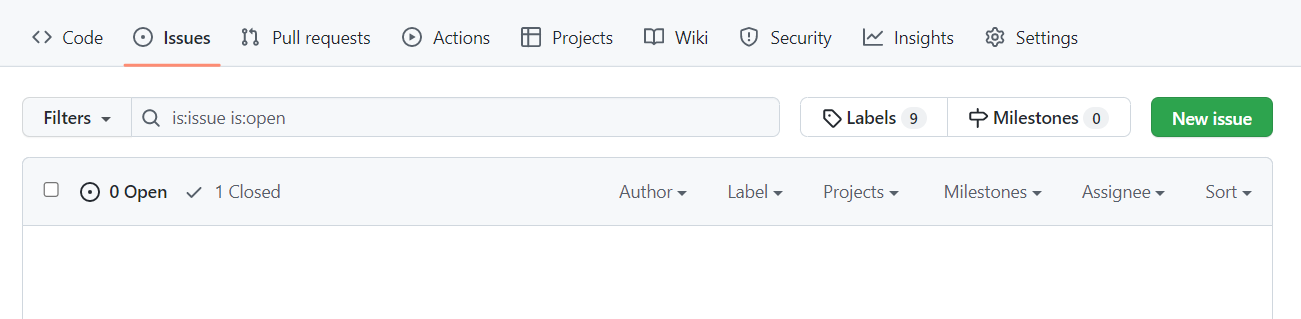 Code Issues Pull requests Actions Projects Wiki Security Insights Settings
Filters is:issue is:open Labels 9 Milestones 0 New issue
0 Open 1 Closed Author Label Projects Milestones Assignee Sort